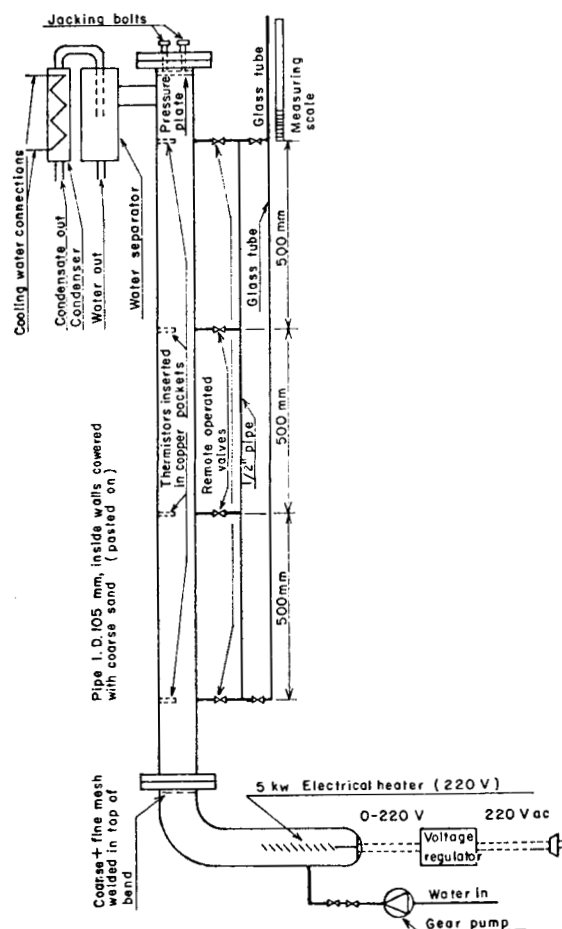 Jacking bolts
Pressure
plate
Glass tube
Measuring
scale
Cooling water connections
Condensate out
Condenser
Water out
Water separator
500 mm
Glass tube
Thermistors inserted
in copper pockets
Remote operated
valves
1/2" pipe
500 mm
500mm
Pipe I.D.105 mm, inside walls cowered
with coarse sand (pasted on)
Coarse + fine mesh
welded in top of
bend
5 kw Electrical heater (220 V)
0-220 V
220 V ac
Voltage
regulator
Water in
Gear pump